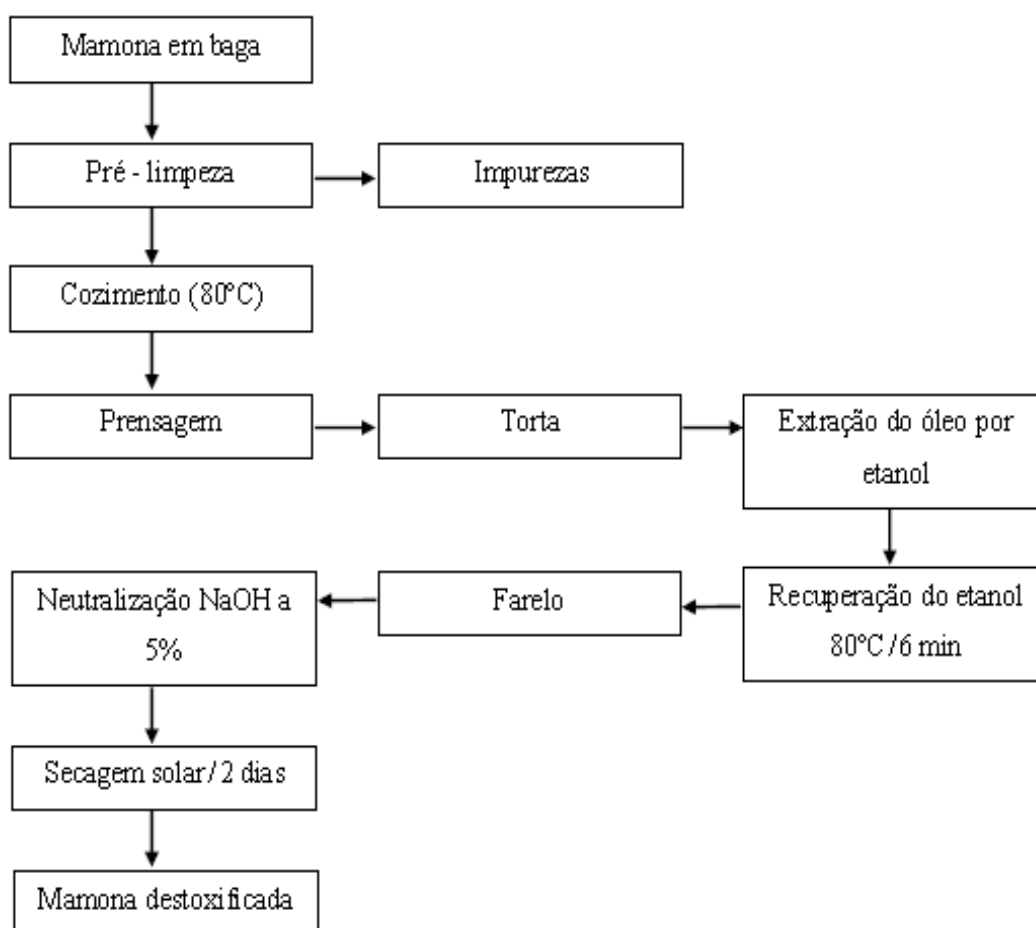 Mamona em baga
Pré - limpeza
Impurezas
Cozimento (80°C)
Prensagem
Torta
Extração do óleo por
etanol
Recuperação do etanol
80°C /6 min
Farelo
Neutralização NaOH a
5%
Secagem solar/ 2 dias
Mamona destoxificada